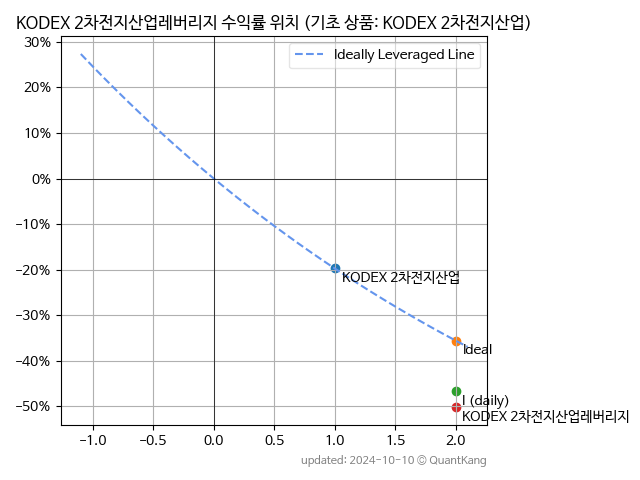 KODEX 2차전지산업레버리지 수익률 위치 (기초 상품: KODEX 2차전지산업)
30%
Ideally Leveraged Line
20%
10%
0%
−10%
−20%
KODEX 2차전지산업
−30%
Ideal
−40%
I (daily)
−50%
KODEX 2차전지산업레버리지
−1.0 −0.5 0.0 0.5 1.0 1.5 2.0
updated: 2024-10-10 © QuantKang